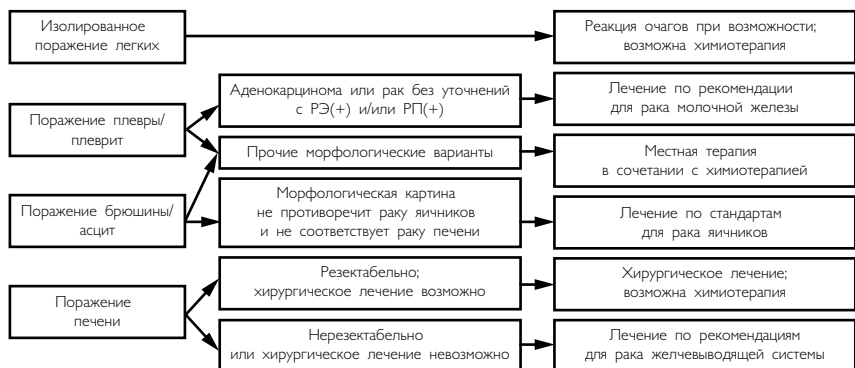 Изолированное
поражение легких
Реакция очагов при возможности;
возможна химиотерапия
Поражение плевры/
плеврит
Аденокарцинома или рак без уточнений
с РЭ(+) и/или РП(+)
Лечение по рекомендации
для рака молочной железы
Прочие морфологические варианты
Местная терапия
в сочетании с химиотерапией
Поражение брюшины/
асцит
Морфологическая картина
не противоречит раку яичников
и не соответствует раку печени
Лечение по стандартам
для рака яичников
Поражение
печени
Резектабельно;
хирургическое лечение возможно
Хирургическое лечение;
возможна химиотерапия
Нерезектабельно
или хирургическое лечение невозможно
Лечение по рекомендациям
для рака желчевыводящей системы